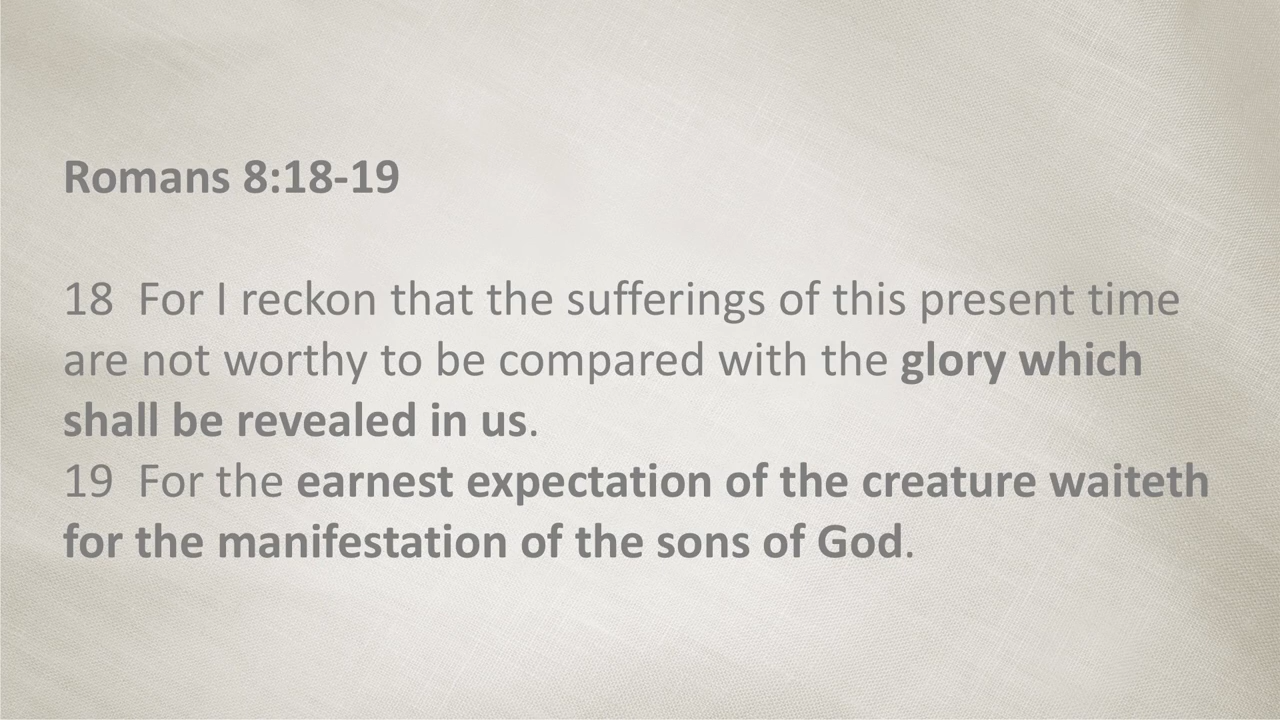 Romans 8:18-19
18 For I reckon that the sufferings of this present time
are not worthy to be compared with the glory which
shall be revealed in us.
19 For the earnest expectation of the creature waiteth
for the manifestation of the sons of God.